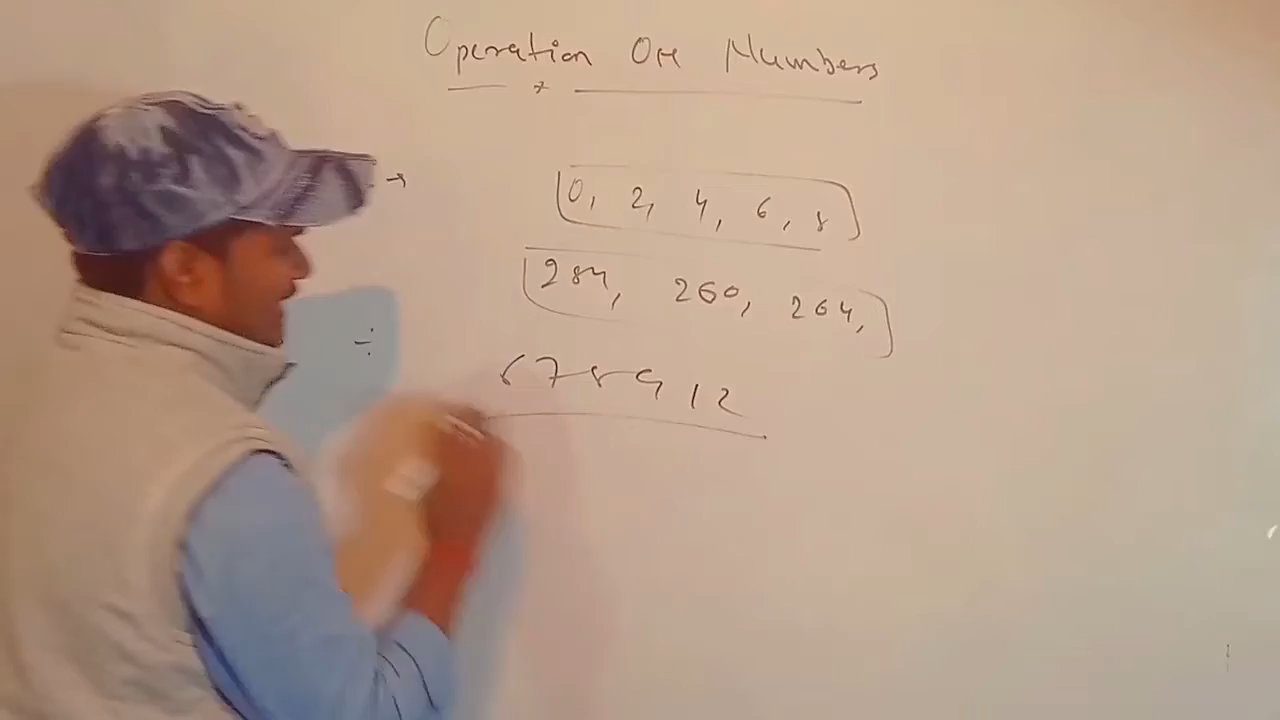 Operation On Numbers
→
0, 2, 4, 6, 8
284, 260, 264,
÷
678912